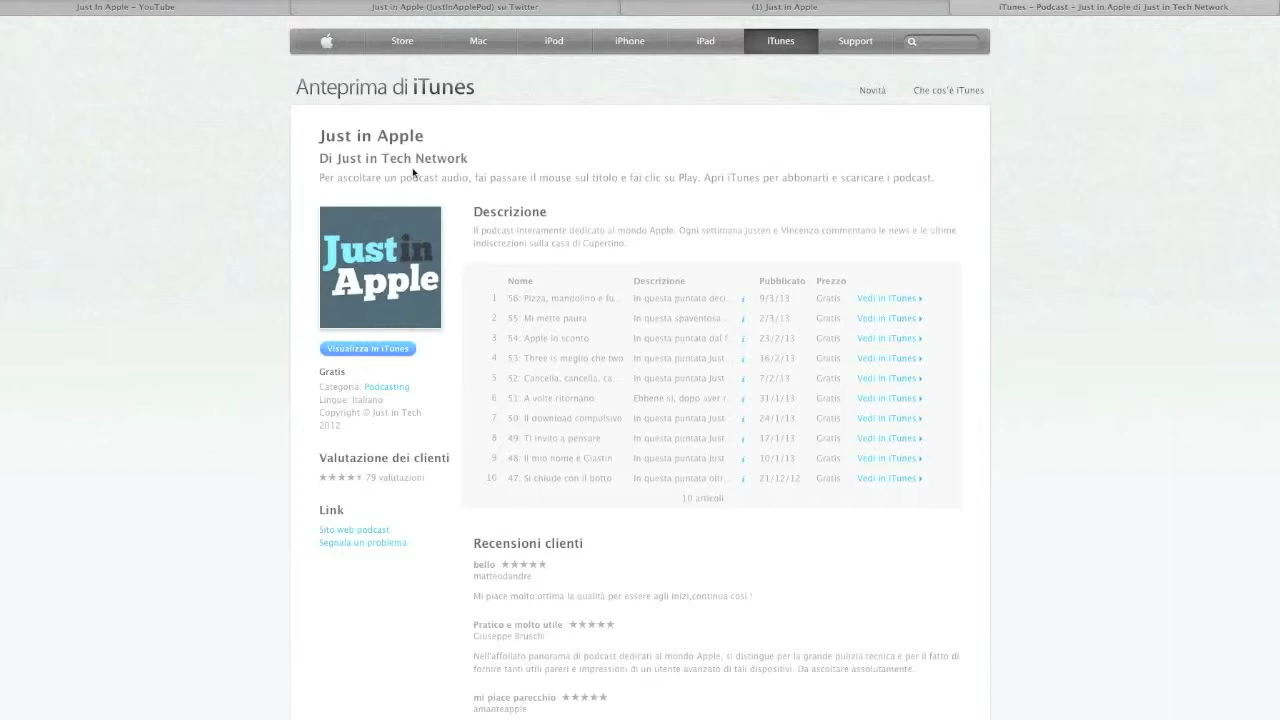 Just In Apple – YouTube
Just in Apple (JustInApplePod) su Twitter
(1) Just in Apple
iTunes – Podcast – Just in Apple di Just in Tech Network
Store Mac iPod iPhone iPad iTunes Support
Anteprima di iTunes
Novità Che cos'è iTunes
Just in Apple
Di Just in Tech Network
Per ascoltare un podcast audio, fai passare il mouse sul titolo e fai clic su Play. Apri iTunes per abbonarti e scaricare i podcast.
Just in
Apple
Visualizza in iTunes
Gratis
Categoria: Podcasting
Lingue: Italiano
Copyright © Just in Tech
2012
Valutazione dei clienti
79 valutazioni
Link
Sito web podcast
Segnala un problema
Descrizione
Il podcast interamente dedicato al mondo Apple. Ogni settimana Justen e Vincenzo commentano le news e le ultime
indiscrezioni sulla casa di Cupertino.
Nome Descrizione Pubblicato Prezzo
1 56: Pizza, mandolino e fu... In questa puntata deci... 9/3/13 Gratis Vedi in iTunes
2 55: Mi mette paura In questa spaventosa... 2/3/13 Gratis Vedi in iTunes
3 54: Apple in sconto In questa puntata dal f... 23/2/13 Gratis Vedi in iTunes
4 53: Three is meglio che two In questa puntata Just... 16/2/13 Gratis Vedi in iTunes
5 52: Cancella, cancella, ca... In questa puntata Just... 7/2/13 Gratis Vedi in iTunes
6 51: A volte ritornano Ebbene sì, dopo aver r... 31/1/13 Gratis Vedi in iTunes
7 50: Il download compulsivo In questa puntata Just... 24/1/13 Gratis Vedi in iTunes
8 49: Ti invito a pensare In questa puntata Just... 17/1/13 Gratis Vedi in iTunes
9 48: Il mio nome è Giastin In questa puntata Just... 10/1/13 Gratis Vedi in iTunes
10 47: Si chiude con il botto In questa puntata oltr... 21/12/12 Gratis Vedi in iTunes
10 articoli
Recensioni clienti
bello
matteodandre
Mi piace molto,ottima la qualità per essere agli inizi,continua così !
Pratico e molto utile
Giuseppe Bruschi
Nell'affollato panorama di podcast dedicati al mondo Apple, si distingue per la grande pulizia tecnica e per il fatto di
fornire tanti utili pareri e impressioni di un utente avanzato di tali dispositivi. Da ascoltare assolutamente.
mi piace parecchio
amanteapple